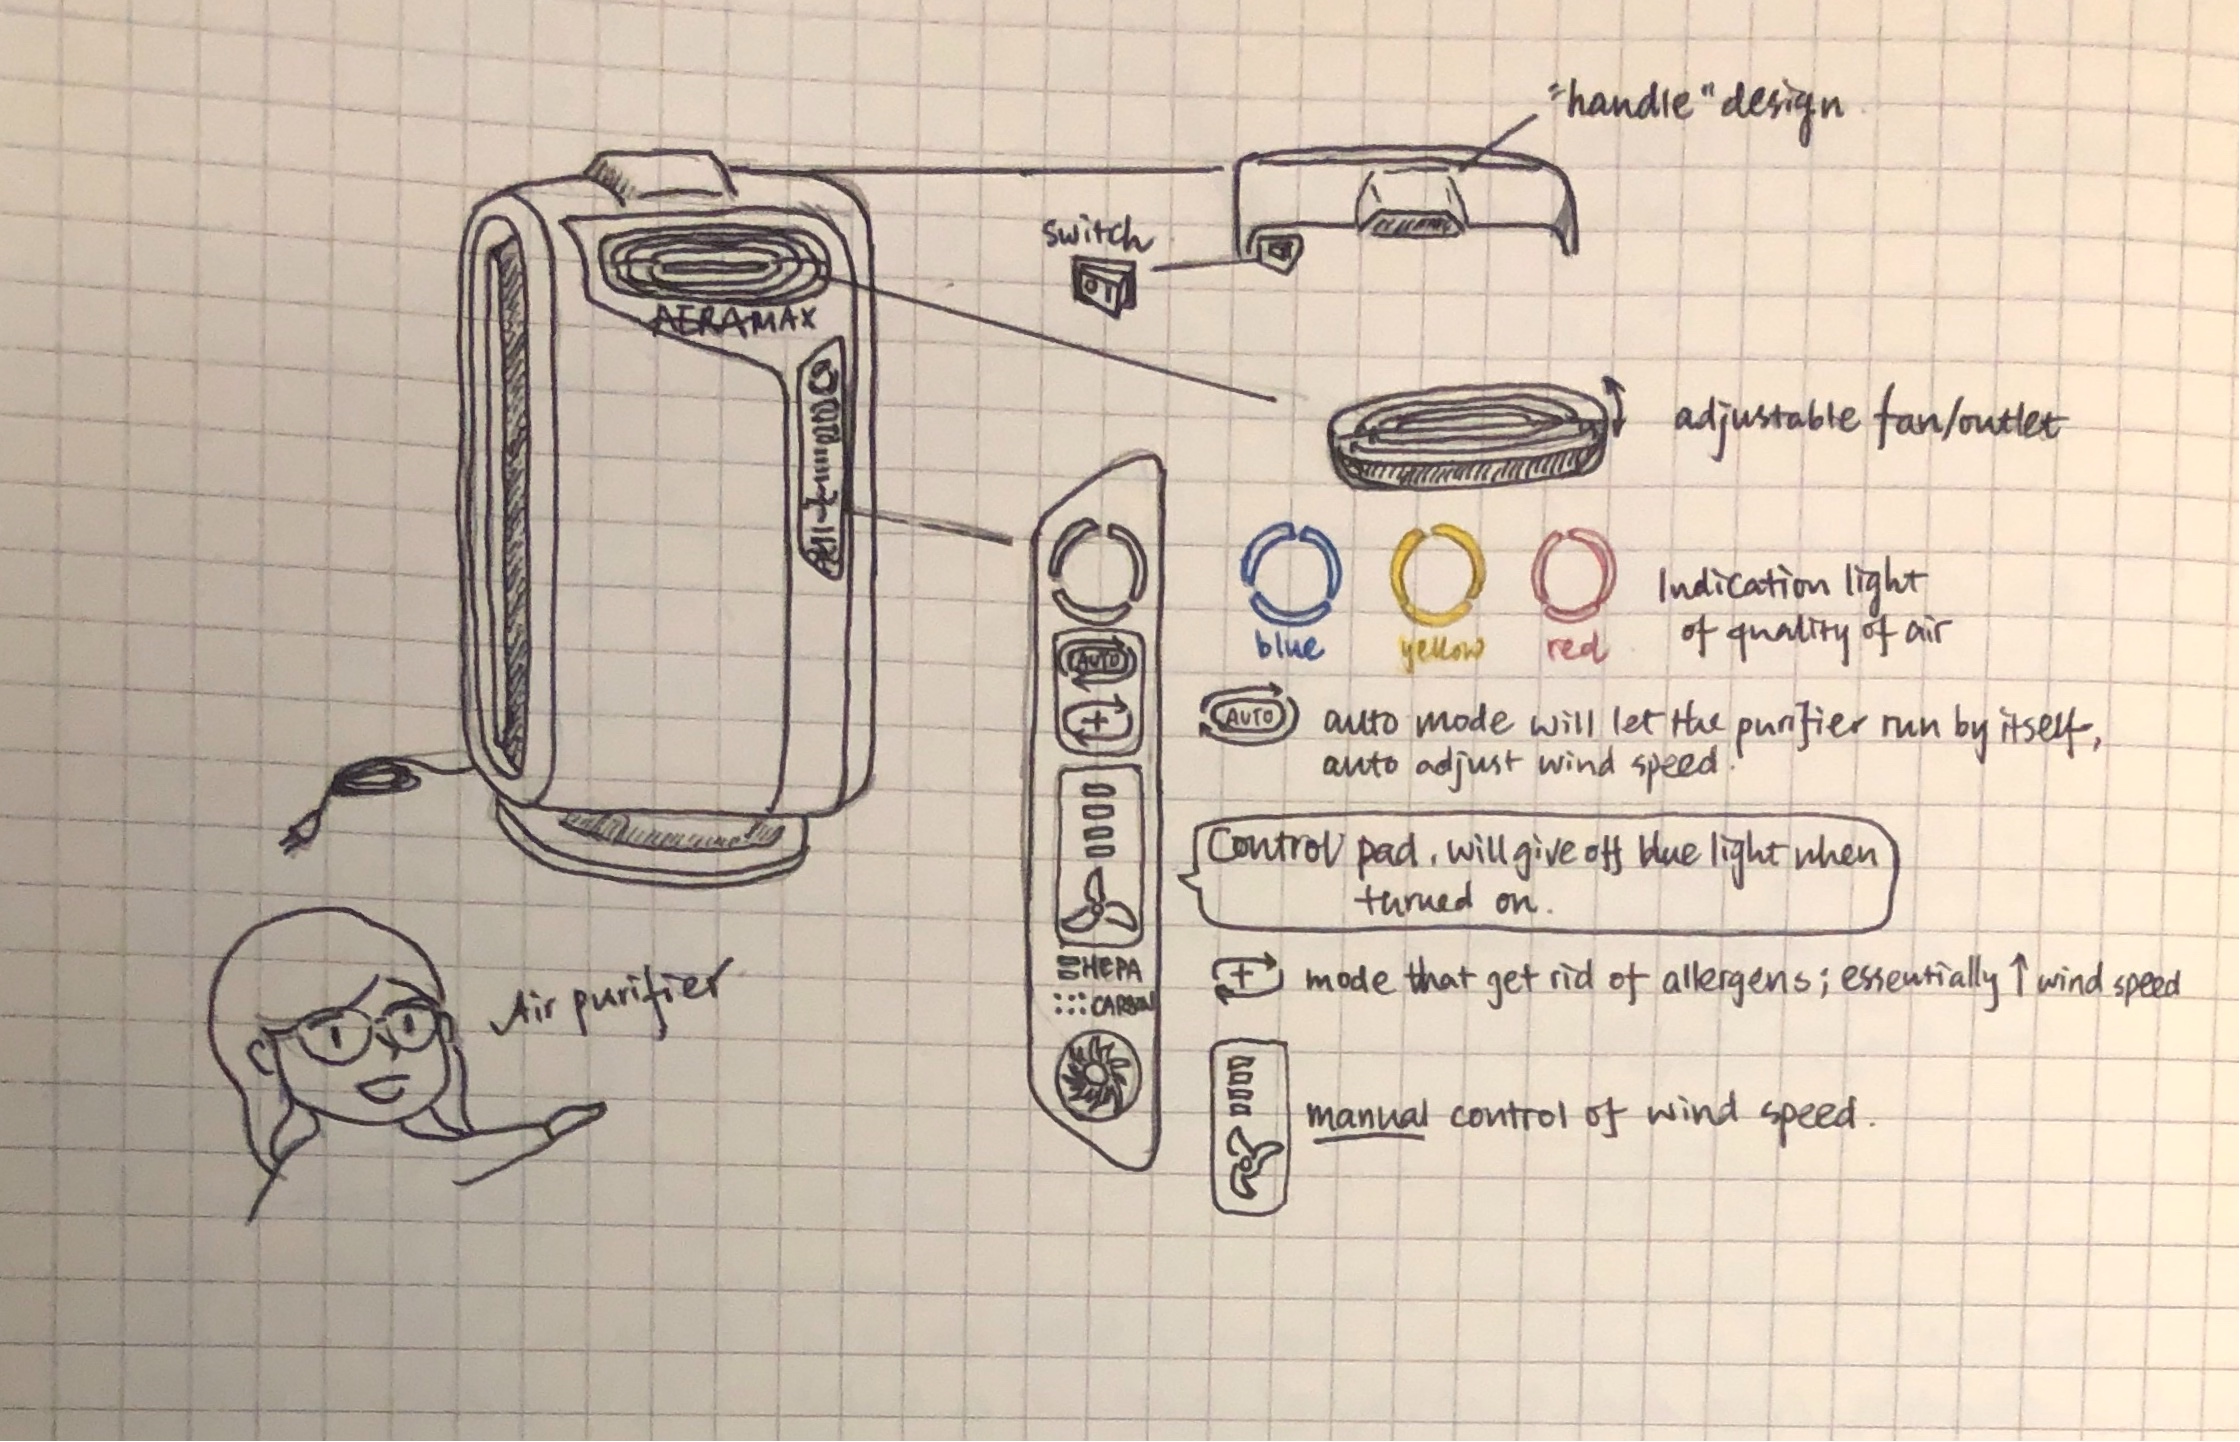 "handle" design
switch
AERAMAX
adjustable fan/outlet
blue
yellow
red
Indication light
of quality of air
AUTO
AUTO
auto mode will let the purifier run by itself,
auto adjust wind speed.
Control pad. will give off blue light when
turned on.
HEPA
CARBON
mode that get rid of allergens; essentially ↑ wind speed
Air purifier
manual control of wind speed.